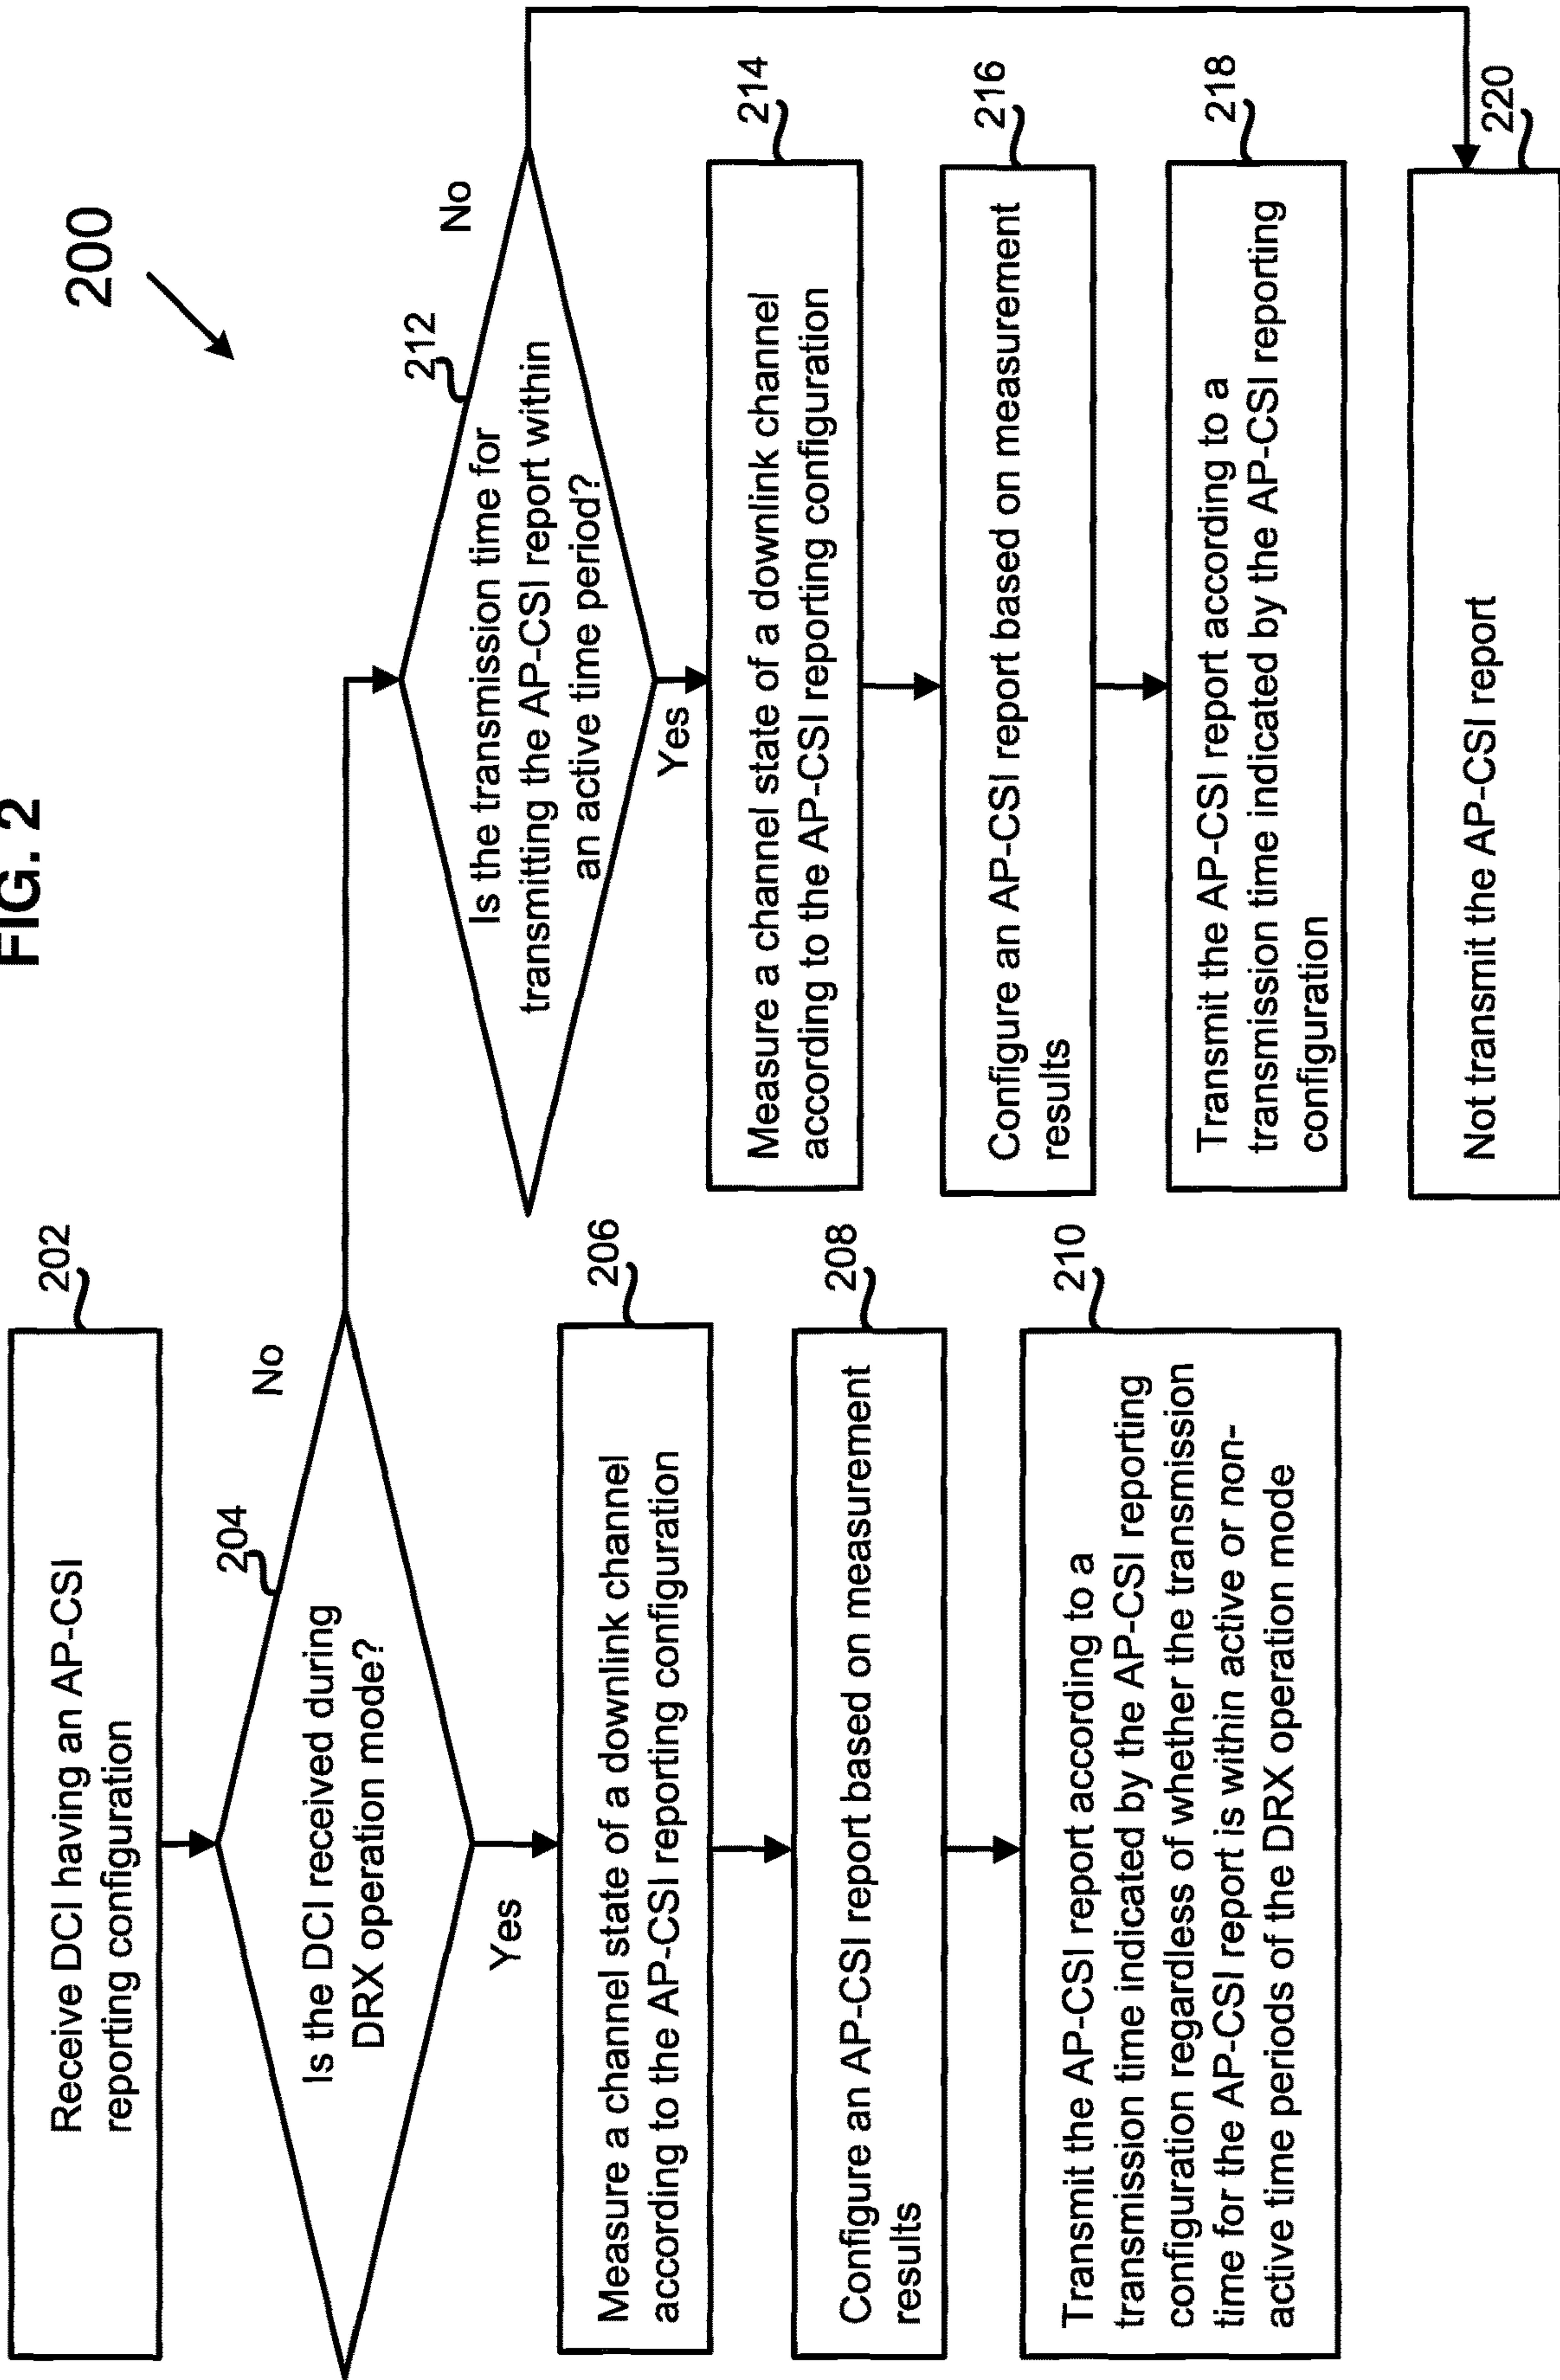 FIG. 2
200
202
Receive DCI having an AP-CSI
reporting configuration
204
Is the DCI received during
DRX operation mode?
No
Yes
206
Measure a channel state of a downlink channel
according to the AP-CSI reporting configuration
208
Configure an AP-CSI report based on measurement
results
210
Transmit the AP-CSI report according to a
transmission time indicated by the AP-CSI reporting
configuration regardless of whether the transmission
time for the AP-CSI report is within active or non-
active time periods of the DRX operation mode
212
Is the transmission time for
transmitting the AP-CSI report within
an active time period?
No
Yes
214
Measure a channel state of a downlink channel
according to the AP-CSI reporting configuration
216
Configure an AP-CSI report based on measurement
results
218
Transmit the AP-CSI report according to a
transmission time indicated by the AP-CSI reporting
configuration
220
Not transmit the AP-CSI report